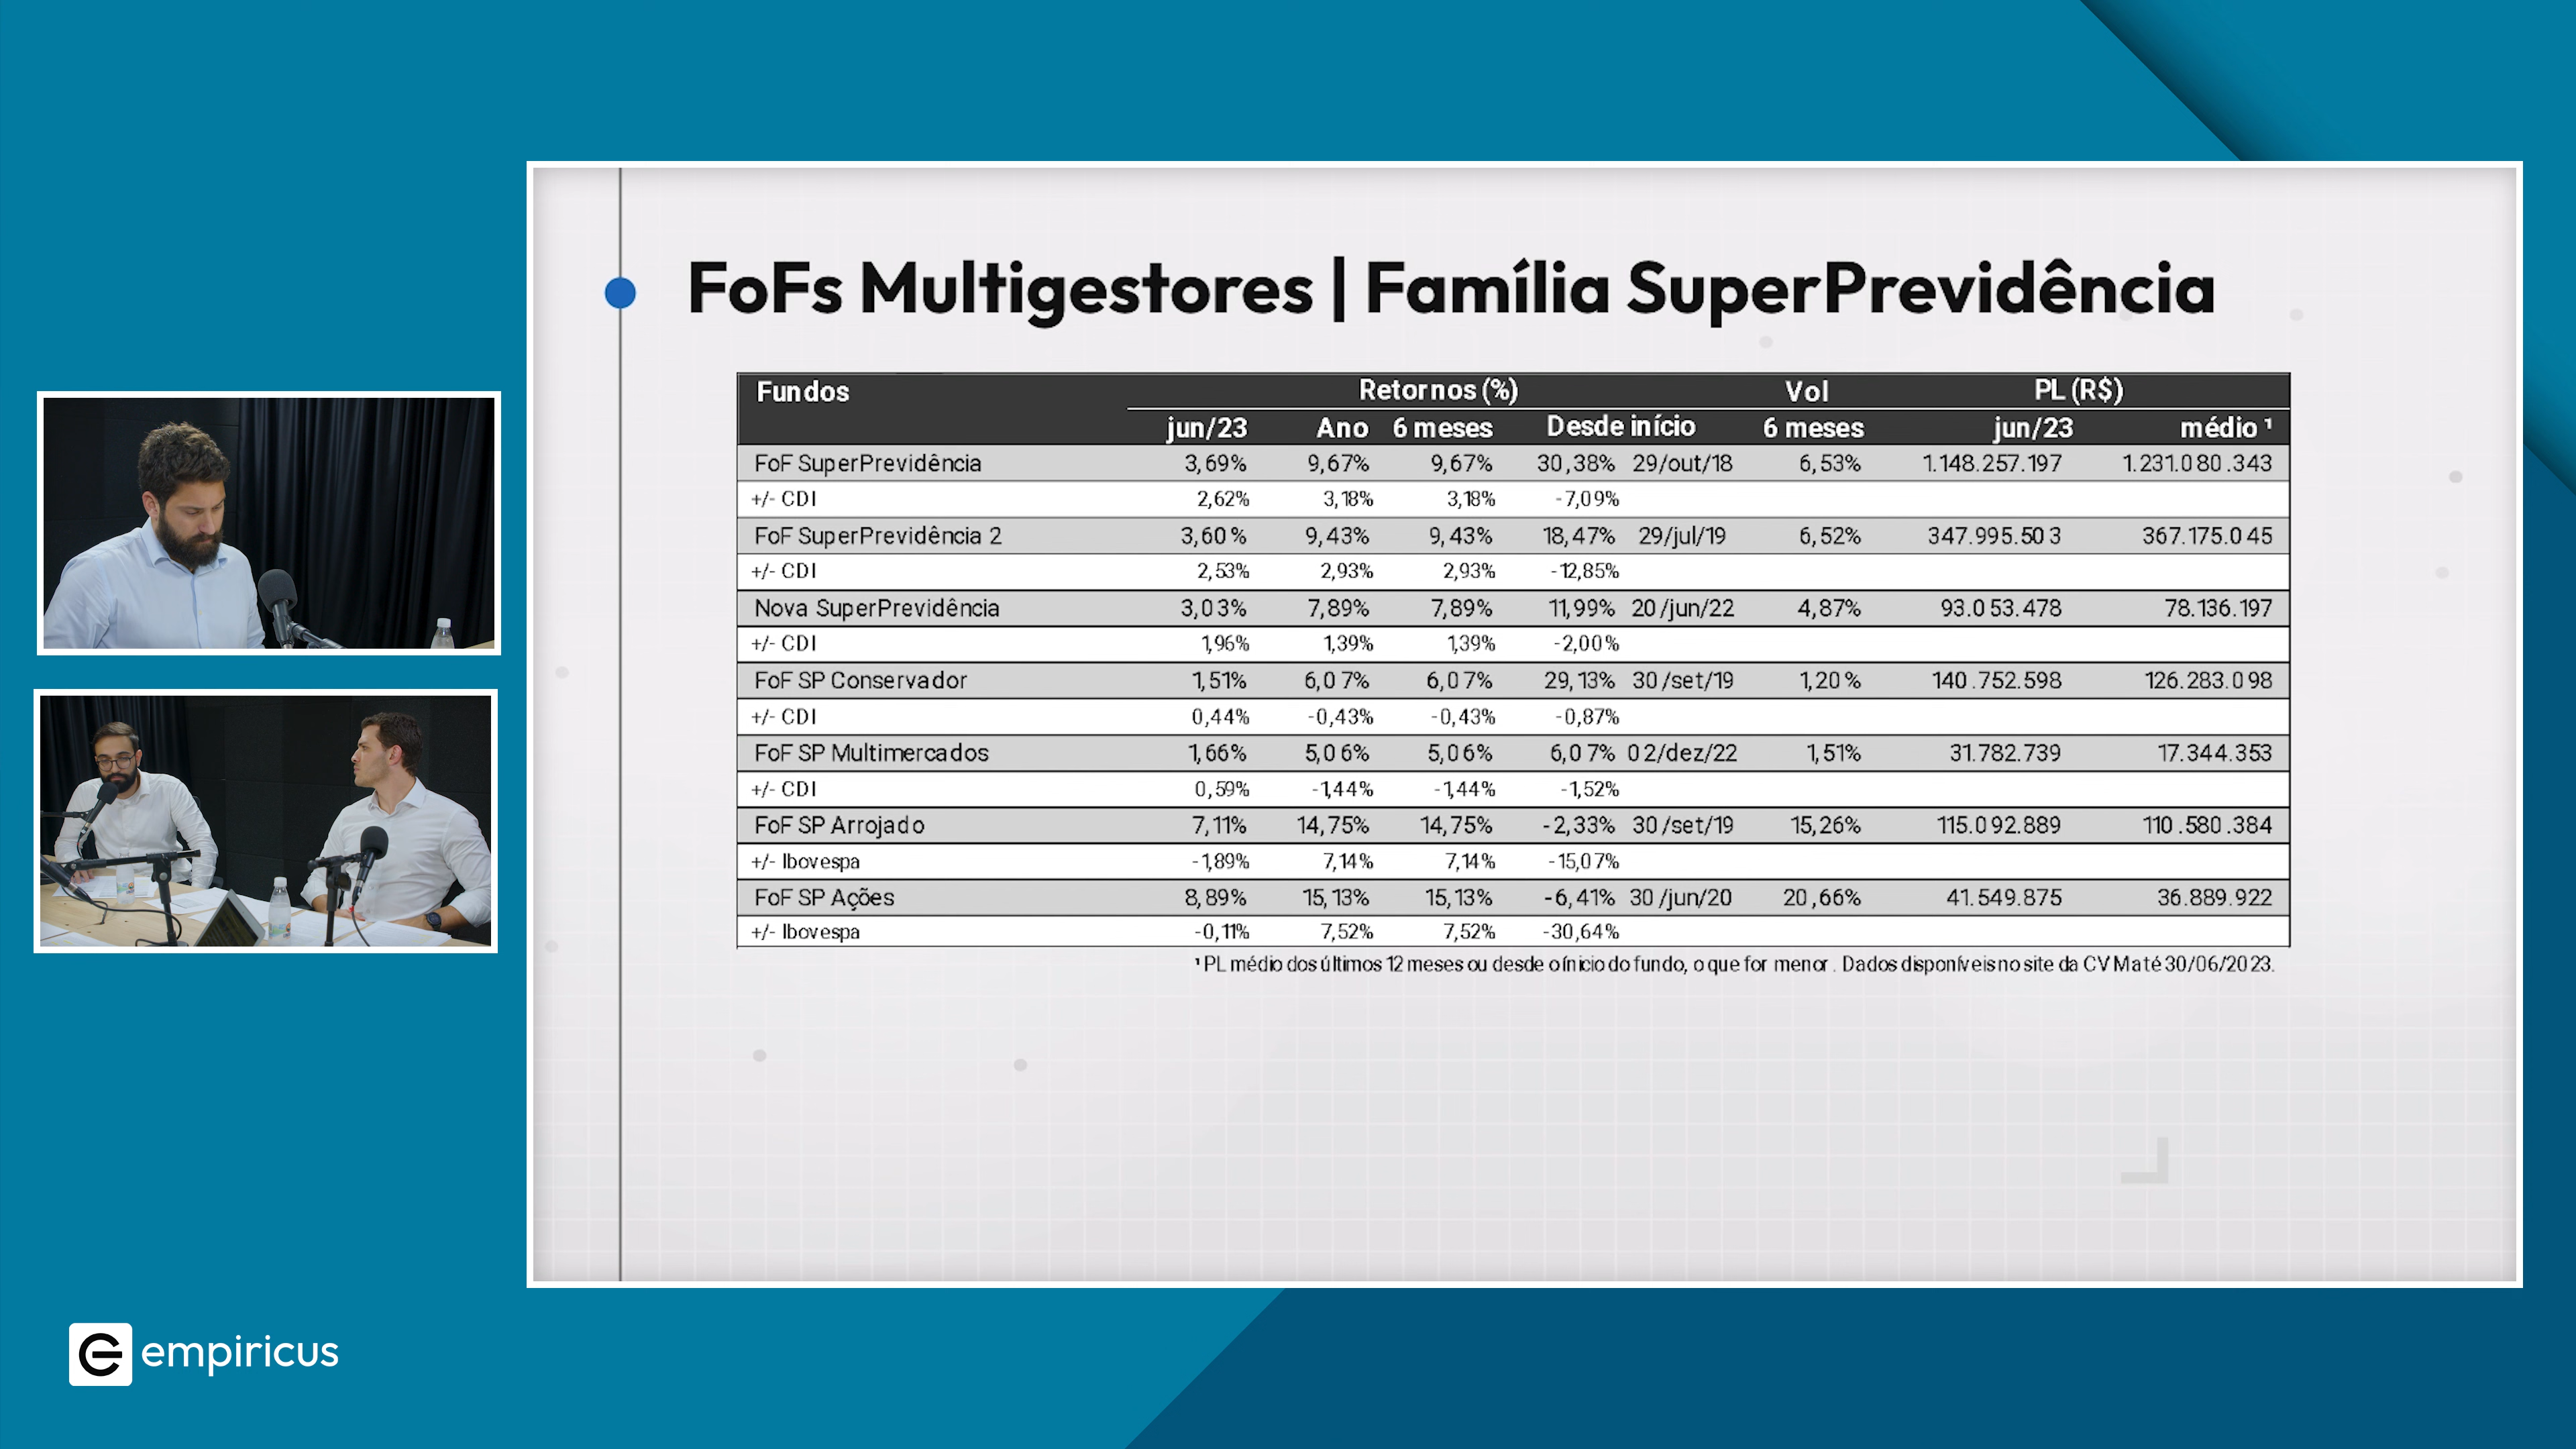 FoFs Multigestores | Família SuperPrevidência
Fundos Retornos (%) Vol PL (R$)
jun/23 Ano 6 meses Desde início 6 meses jun/23 médio ¹
FoF SuperPrevidência 3,69% 9,67% 9,67% 30,38% 29/out/18 6,53% 1.148.257.197 1.231.080.343
+/- CDI 2,62% 3,18% 3,18% -7,09%
FoF SuperPrevidência 2 3,60% 9,43% 9,43% 18,47% 29/jul/19 6,52% 347.995.503 367.175.045
+/- CDI 2,53% 2,93% 2,93% -12,85%
Nova SuperPrevidência 3,03% 7,89% 7,89% 11,99% 20/jun/22 4,87% 93.053.478 78.136.197
+/- CDI 1,96% 1,39% 1,39% -2,00%
FoF SP Conservador 1,51% 6,07% 6,07% 29,13% 30/set/19 1,20% 140.752.598 126.283.098
+/- CDI 0,44% -0,43% -0,43% -0,87%
FoF SP Multimercados 1,66% 5,06% 5,06% 6,07% 02/dez/22 1,51% 31.782.739 17.344.353
+/- CDI 0,59% -1,44% -1,44% -1,52%
FoF SP Arrojado 7,11% 14,75% 14,75% -2,33% 30/set/19 15,26% 115.092.889 110.580.384
+/- Ibovespa -1,89% 7,14% 7,14% -15,07%
FoF SP Ações 8,89% 15,13% 15,13% -6,41% 30/jun/20 20,66% 41.549.875 36.889.922
+/- Ibovespa -0,11% 7,52% 7,52% -30,64%
¹ PL médio dos últimos 12 meses ou desde o início do fundo, o que for menor. Dados disponíveis no site da CVM até 30/06/2023.
e empiricus